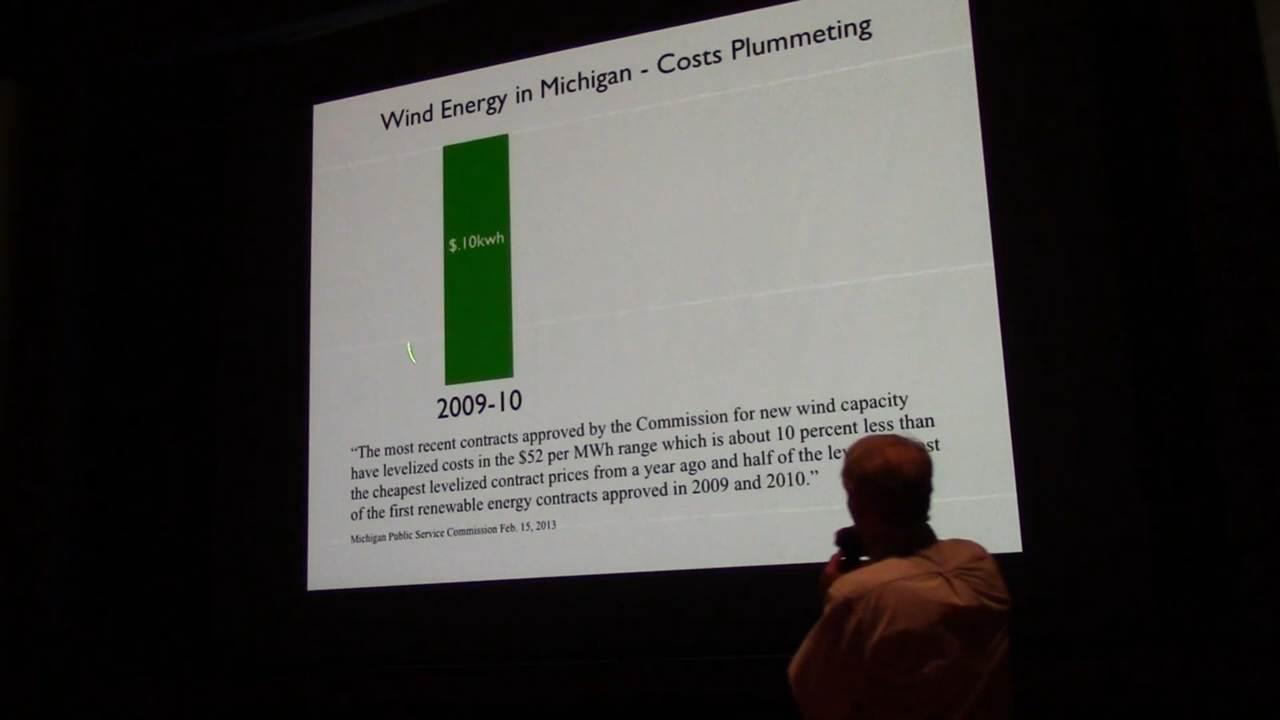 Wind Energy in Michigan - Costs Plummeting
$.10kwh
2009-10
“The most recent contracts approved by the Commission for new wind capacity
have levelized costs in the $52 per MWh range which is about 10 percent less than
the cheapest levelized contract prices from a year ago and half of the
of the first renewable energy contracts approved in 2009 and 2010.”
Michigan Public Service Commission Feb. 15, 2013